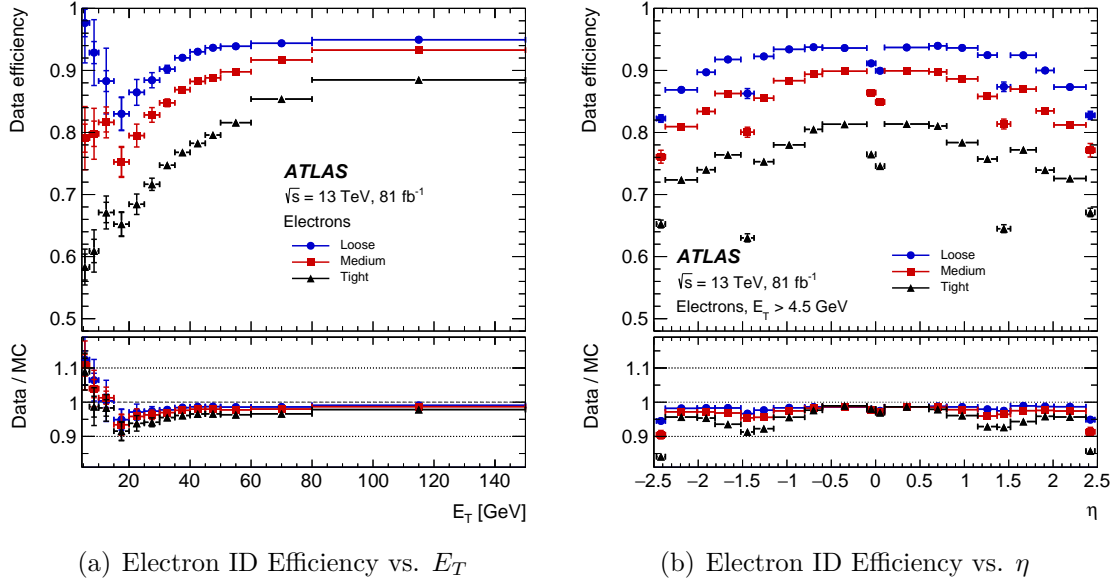 Data efficiency
1
0.9
0.8
0.7
0.6
0.5
ATLAS
√s = 13 TeV, 81 fb⁻¹
Electrons
Loose
Medium
Tight
Data / MC
1.1
1
0.9
20 40 60 80 100 120 140
E_T [GeV]
(a) Electron ID Efficiency vs. E_T
Data efficiency
1
0.9
0.8
0.7
0.6
0.5
ATLAS
√s = 13 TeV, 81 fb⁻¹
Electrons, E_T > 4.5 GeV
Loose
Medium
Tight
Data / MC
1.1
1
0.9
−2.5 −2 −1.5 −1 −0.5 0 0.5 1 1.5 2 2.5
η
(b) Electron ID Efficiency vs. η